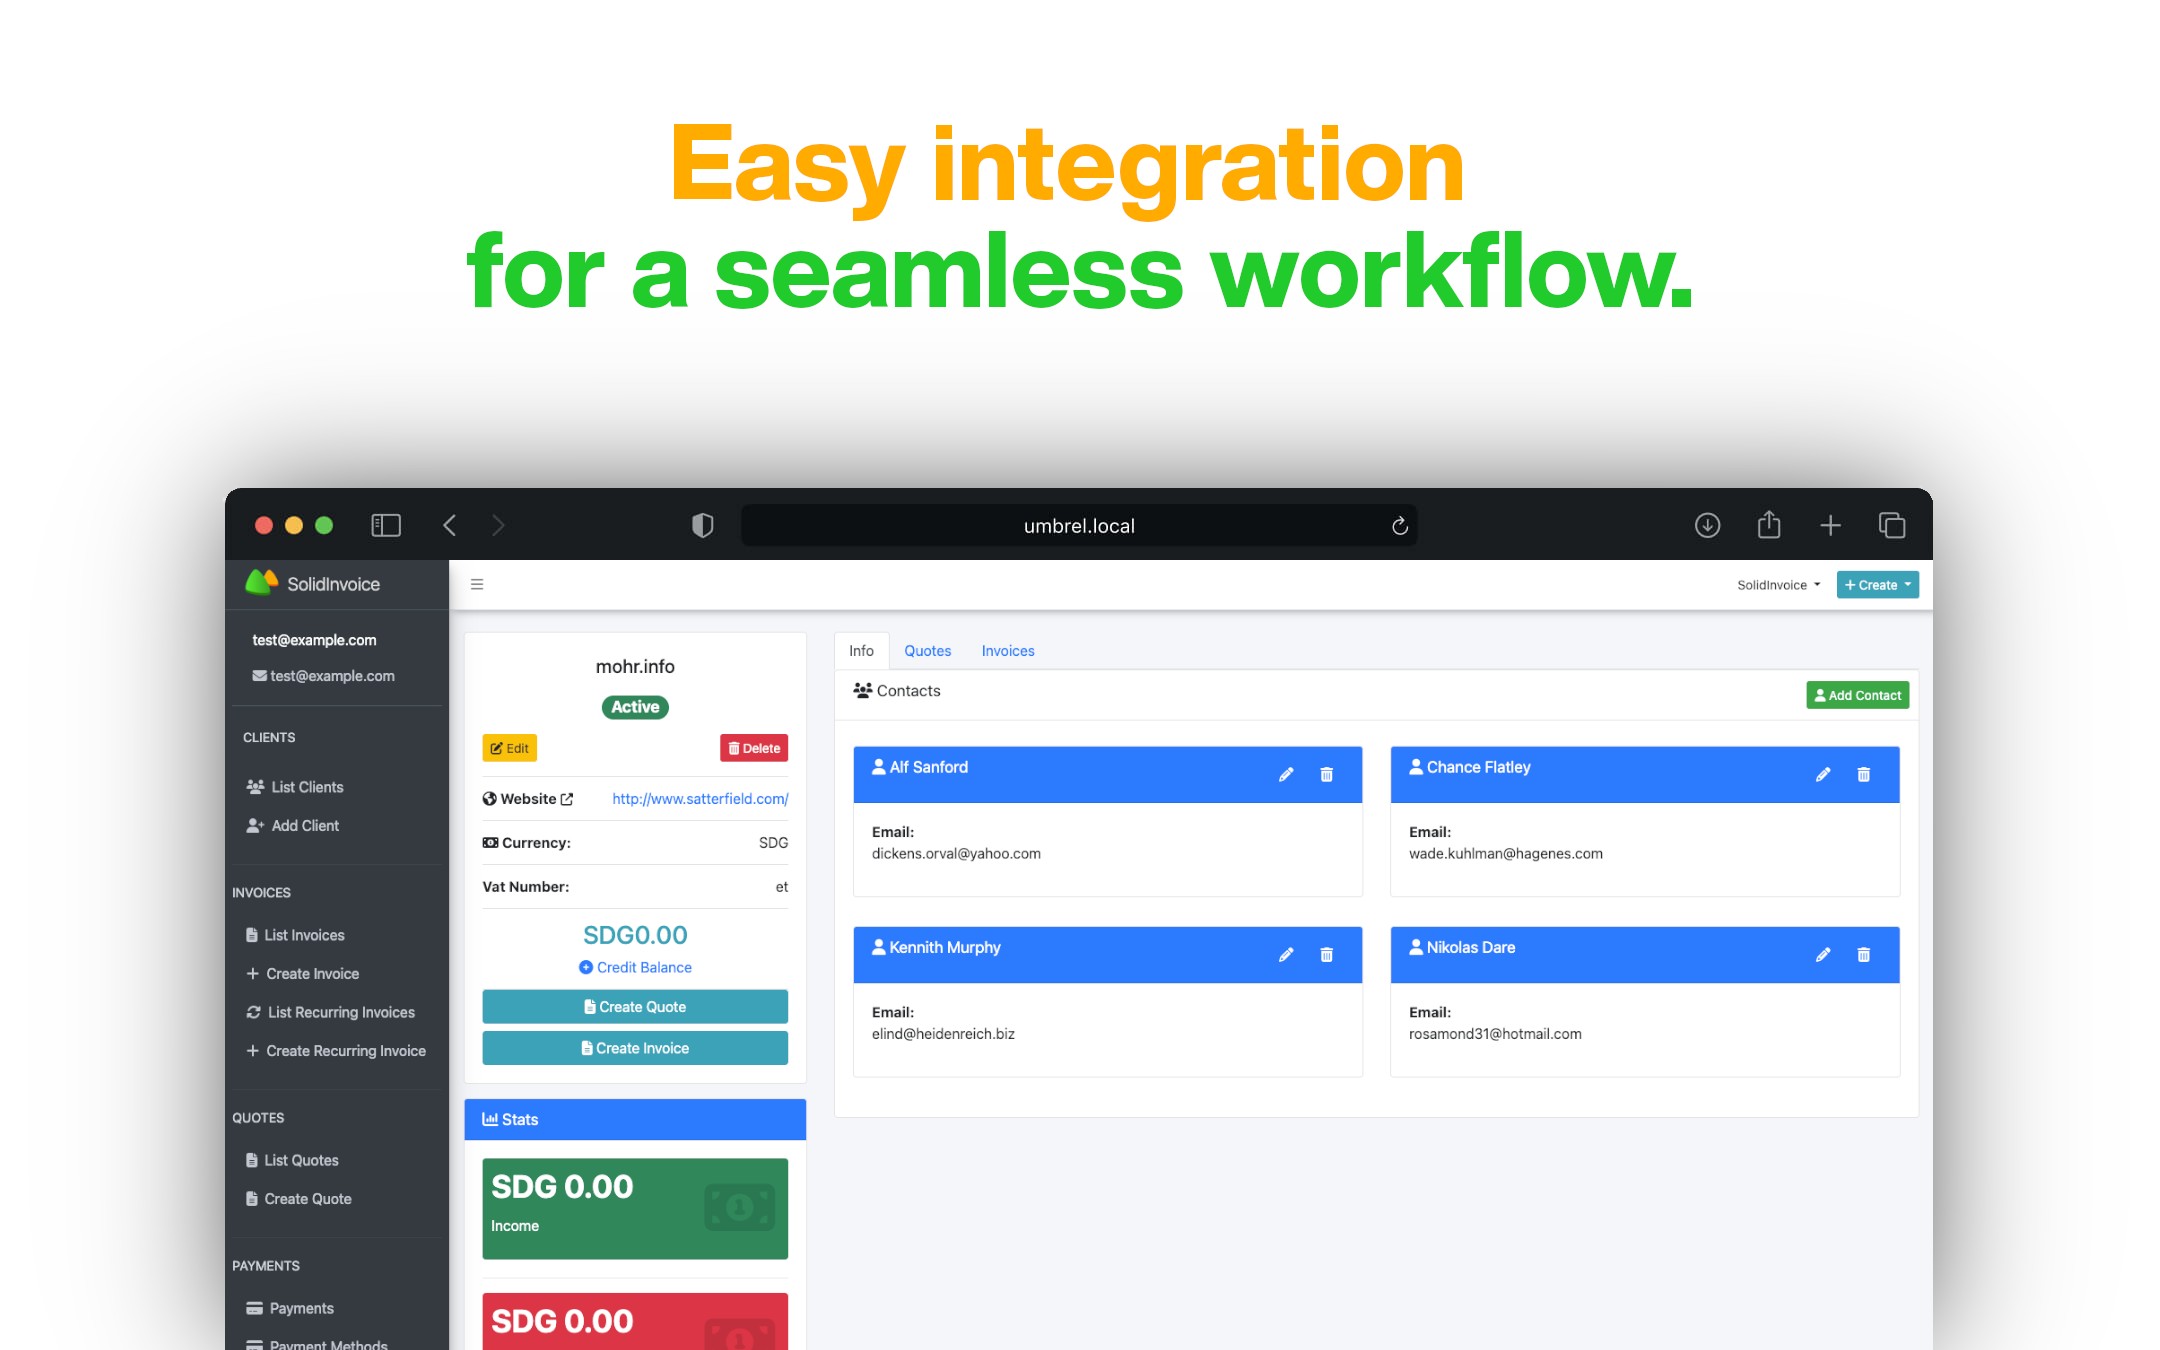 Easy integration
for a seamless workflow.
umbrel.local
SolidInvoice
SolidInvoice
Create
test@example.com
test@example.com
CLIENTS
List Clients
Add Client
INVOICES
List Invoices
Create Invoice
List Recurring Invoices
Create Recurring Invoice
QUOTES
List Quotes
Create Quote
PAYMENTS
Payments
Payment Methods
mohr.info
Active
Edit
Delete
Website
http://www.satterfield.com/
Currency:
SDG
Vat Number:
et
SDG0.00
Credit Balance
Create Quote
Create Invoice
Stats
SDG 0.00
Income
SDG 0.00
Info
Quotes
Invoices
Contacts
Add Contact
Alf Sanford
Email:
dickens.orval@yahoo.com
Chance Flatley
Email:
wade.kuhlman@hagenes.com
Kennith Murphy
Email:
elind@heidenreich.biz
Nikolas Dare
Email:
rosamond31@hotmail.com